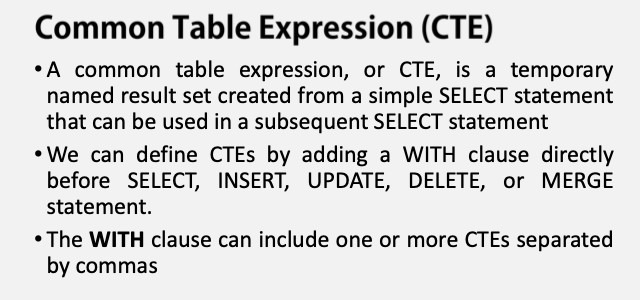 Common Table Expression (CTE)
• A common table expression, or CTE, is a temporary
named result set created from a simple SELECT statement
that can be used in a subsequent SELECT statement
• We can define CTEs by adding a WITH clause directly
before SELECT, INSERT, UPDATE, DELETE, or MERGE
statement.
• The WITH clause can include one or more CTEs separated
by commas